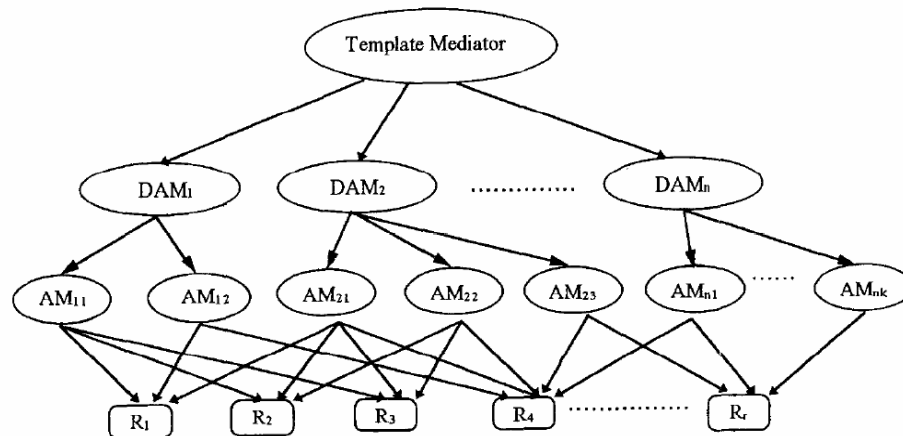 Template Mediator
DAM₁ DAM₂ .............. DAMₙ
AM₁₁ AM₁₂ AM₂₁ AM₂₂ AM₂₃ AMₙ₁ ...... AMₙₖ
R₁ R₂ R₃ R₄ .................. Rᵣ